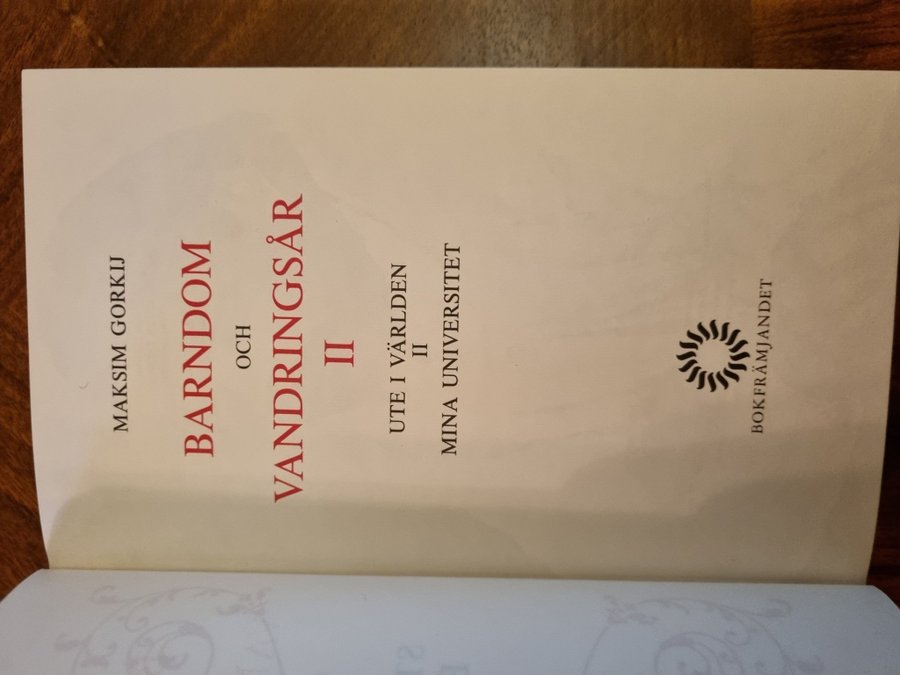 MAKSIM GORKIJ
BARNDOM
OCH
VANDRINGSÅR
II
UTE I VÄRLDEN
II
MINA UNIVERSITET
BOKFRÄMJANDET